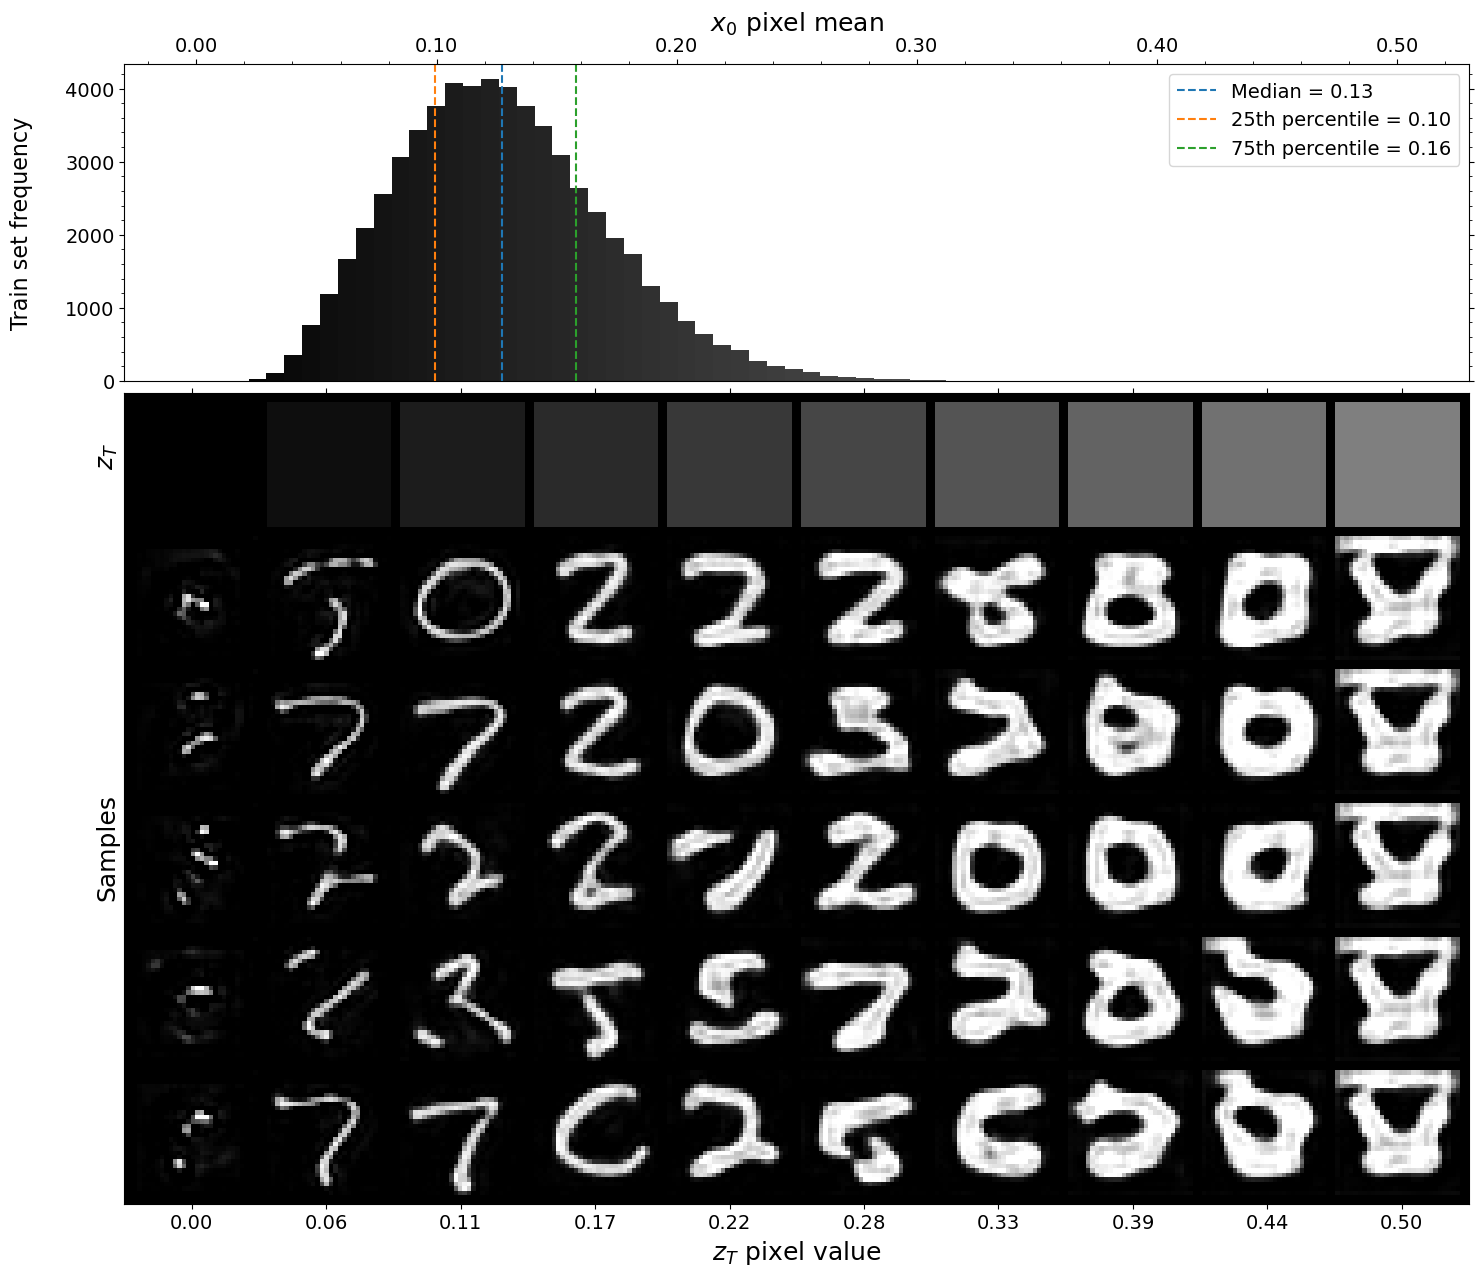 x₀ pixel mean
0.00 0.10 0.20 0.30 0.40 0.50
Train set frequency
4000
3000
2000
1000
0
Median = 0.13
25th percentile = 0.10
75th percentile = 0.16
z_T
Samples
0.00 0.06 0.11 0.17 0.22 0.28 0.33 0.39 0.44 0.50
z_T pixel value